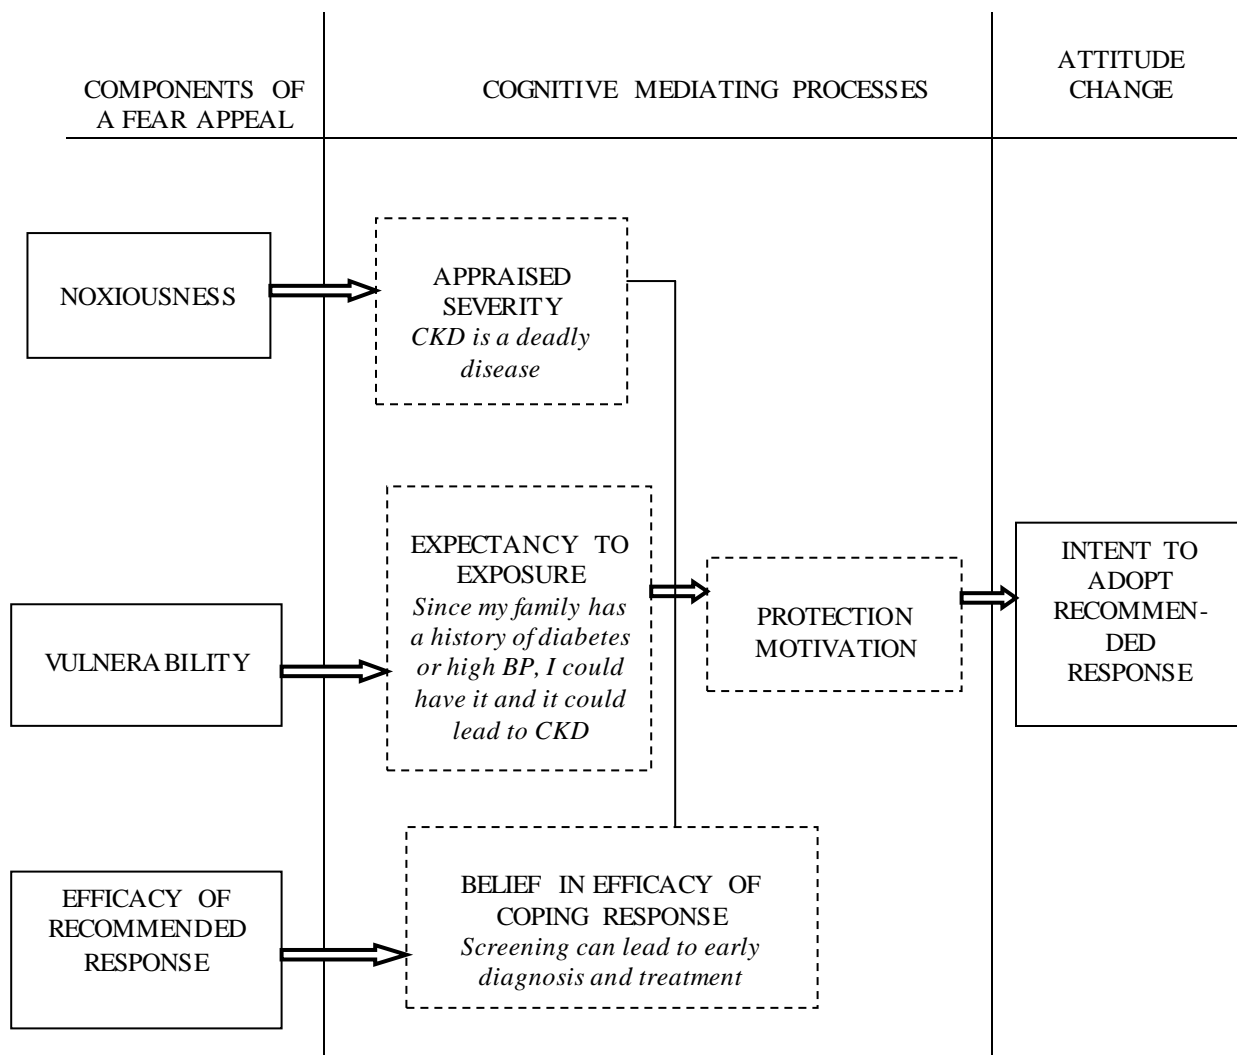 COMPONENTS OF
A FEAR APPEAL
COGNITIVE MEDIATING PROCESSES
ATTITUDE
CHANGE
NOXIOUSNESS
APPRAISED
SEVERITY
CKD is a deadly
disease
VULNERABILITY
EXPECTANCY TO
EXPOSURE
Since my family has
a history of diabetes
or high BP, I could
have it and it could
lead to CKD
PROTECTION
MOTIVATION
INTENT TO
ADOPT
RECOMMEN-
DED
RESPONSE
EFFICACY OF
RECOMMENDED
RESPONSE
BELIEF IN EFFICACY OF
COPING RESPONSE
Screening can lead to early
diagnosis and treatment